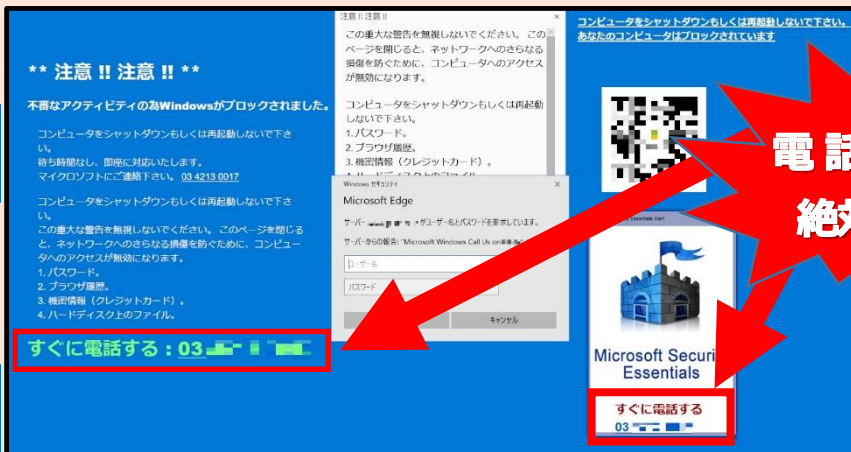 ** 注意 !! 注意 !! **
不審なアクティビティの為Windowsがブロックされました。
コンピュータをシャットダウンもしくは再起動しないで下さ
い。
待ち時間なし、即座に対応いたします。
マイクロソフトにご連絡下さい。 03 4213 0017
コンピュータをシャットダウンもしくは再起動しないで下さ
い。
この重大な警告を無視しないでください。 このページを閉じる
と、ネットワークへのさらなる損傷を防ぐために、コンピュー
タへのアクセスが無効になります。
1. パスワード。
2. ブラウザ履歴。
3. 機密情報（クレジットカード）。
4. ハードディスク上のファイル。
すぐに電話する：03
注意 !! 注意 !!
この重大な警告を無視しないでください。 この
ページを閉じると、ネットワークへのさらなる
損傷を防ぐために、コンピュータへのアクセス
が無効になります。
コンピュータをシャットダウンもしくは再起動
しないで下さい。
1. パスワード。
2. ブラウザ履歴。
3. 機密情報（クレジットカード）。
Windows セキュリティ
Microsoft Edge
サーバー がユーザー名とパスワードを要求しています。
サーバーからの報告: "Microsoft Windows Call Us on
ユーザー名
パスワード
キャンセル
コンピュータをシャットダウンもしくは再起動しないで下さい。
あなたのコンピュータはブロックされています
電話
絶対
Essentials Alert
Microsoft Securi
Essentials
すぐに電話する
03